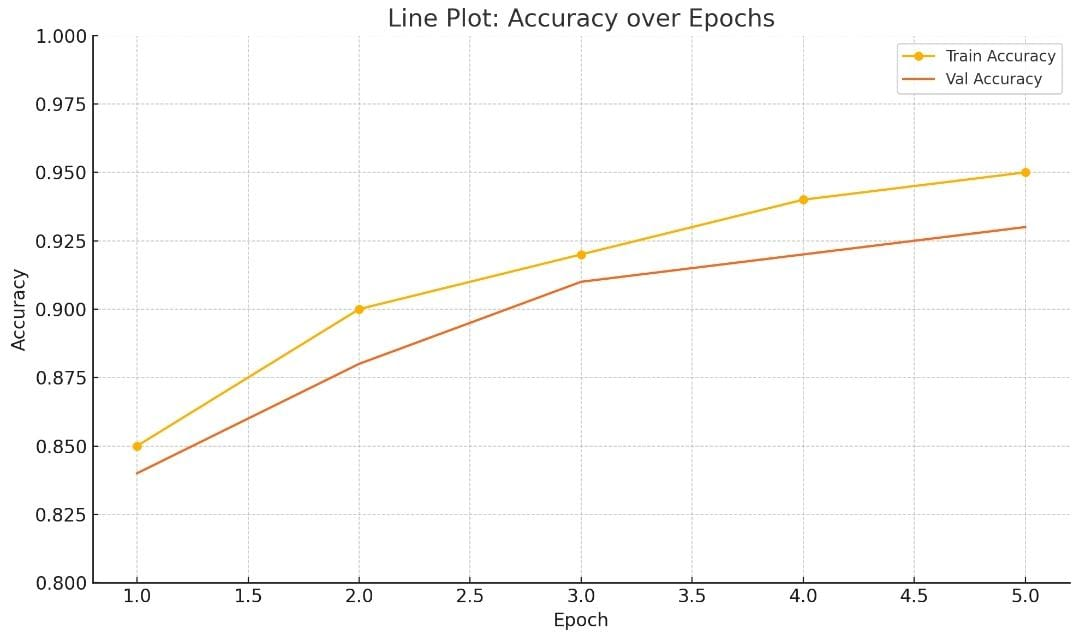 Line Plot: Accuracy over Epochs
Train Accuracy
Val Accuracy
1.000
0.975
0.950
0.925
0.900
0.875
0.850
0.825
0.800
Accuracy
1.0 1.5 2.0 2.5 3.0 3.5 4.0 4.5 5.0
Epoch